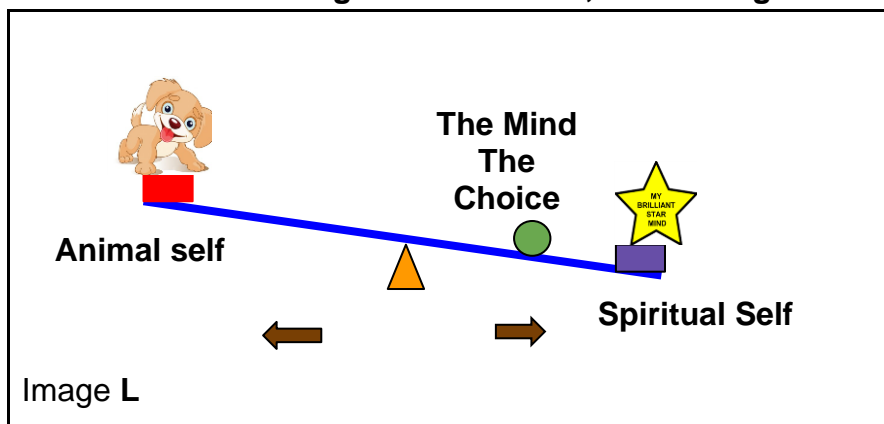 The Mind
The
Choice
MY
BRILLIANT
STAR
MIND
Animal self
Spiritual Self
Image L